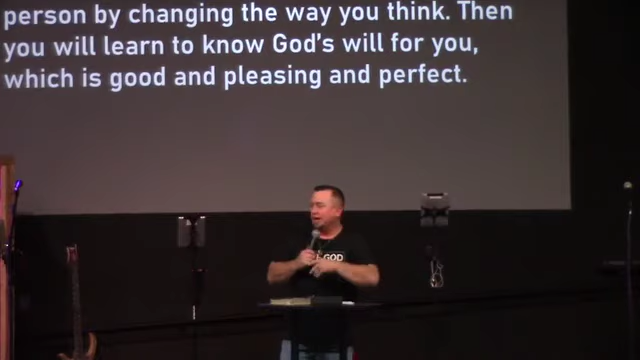 person by changing the way you think. Then
you will learn to know God's will for you,
which is good and pleasing and perfect.
GOD